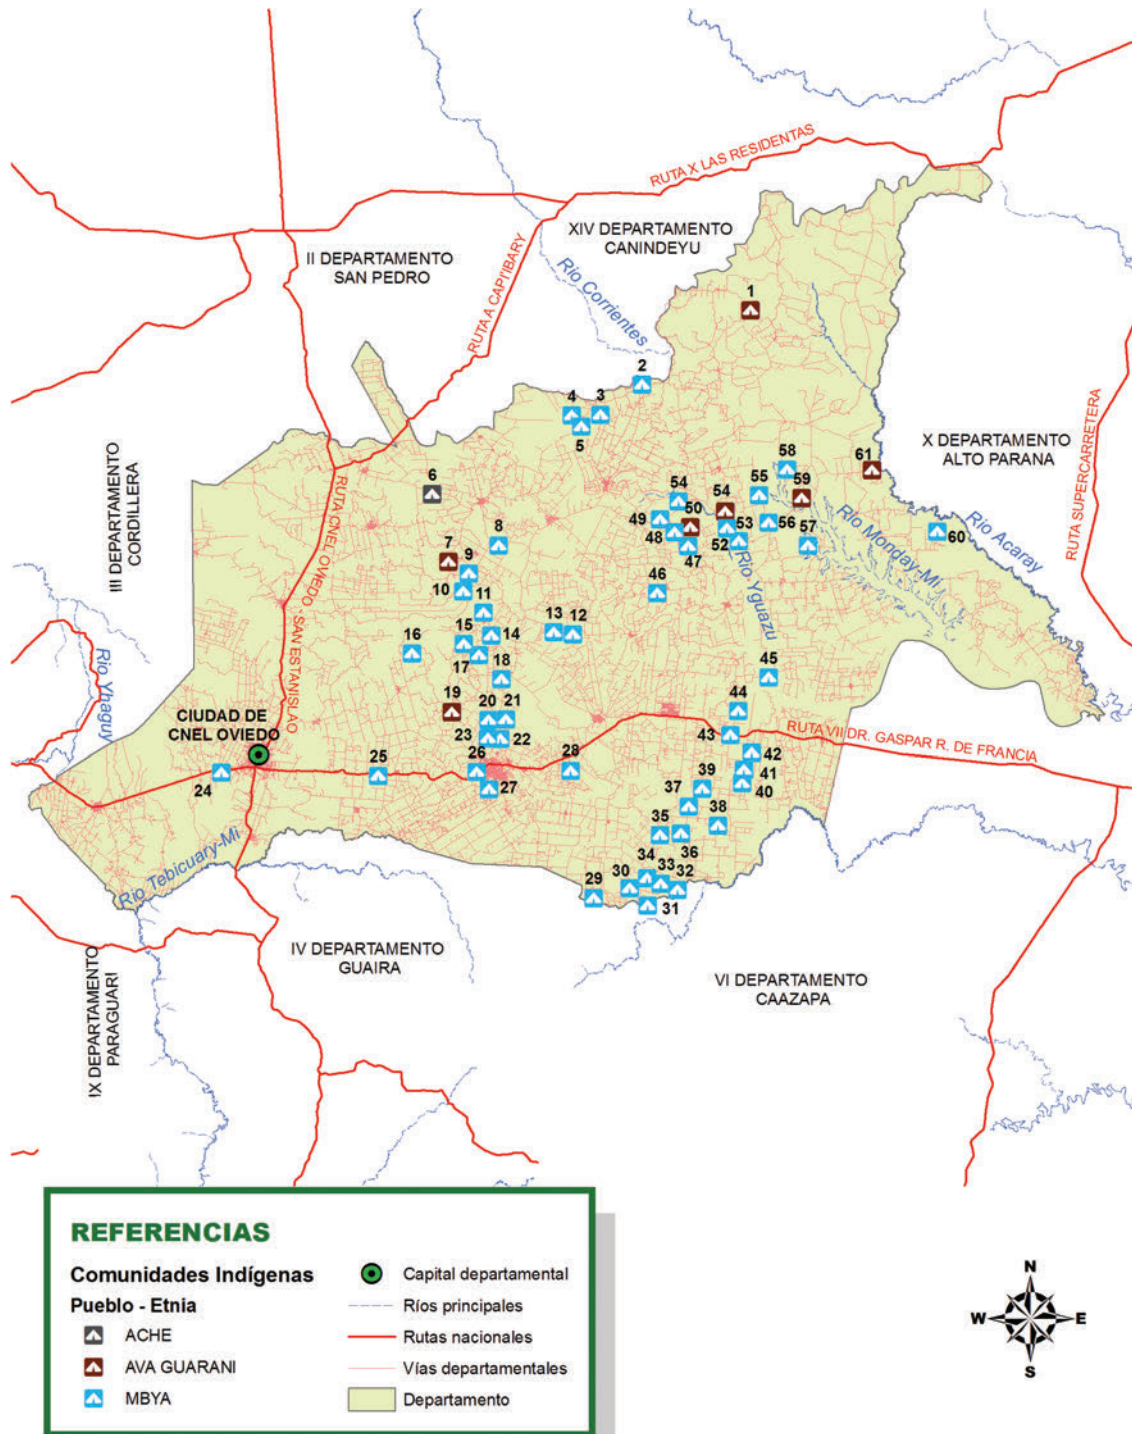 RUTA X LAS RESIDENTAS
XIV DEPARTAMENTO
CANINDEYU
II DEPARTAMENTO
SAN PEDRO
RUTA A CAPI'IBARY
Rio Corrientes
1
2
4
3
5
RUTA SUPERCARRETERA
X DEPARTAMENTO
ALTO PARANA
III DEPARTAMENTO
CORDILLERA
RUTA CNEL OVIEDO, SAN ESTANISLAO
6
58
61
55
59
54
54
50
49
48
47
52
53
56
57
Rio Monday-Mi
Rio Acaray
60
Rio Yguazu
8
7
9
10
11
46
13
12
15
14
16
17
18
45
19
20
21
44
Rio Yhaguy
CIUDAD DE
CNEL OVIEDO
23
22
43
RUTA VII DR. GASPAR R. DE FRANCIA
42
24
25
26
28
41
27
39
40
37
38
35
36
Rio Tebicuary-Mi
34
33
30
32
29
31
IX DEPARTAMENTO
PARAGUARI
IV DEPARTAMENTO
GUAIRA
VI DEPARTAMENTO
CAAZAPA
REFERENCIAS
Comunidades Indígenas
Pueblo - Etnia
ACHE
AVA GUARANI
MBYA
Capital departamental
Ríos principales
Rutas nacionales
Vías departamentales
Departamento
N
W
E
S